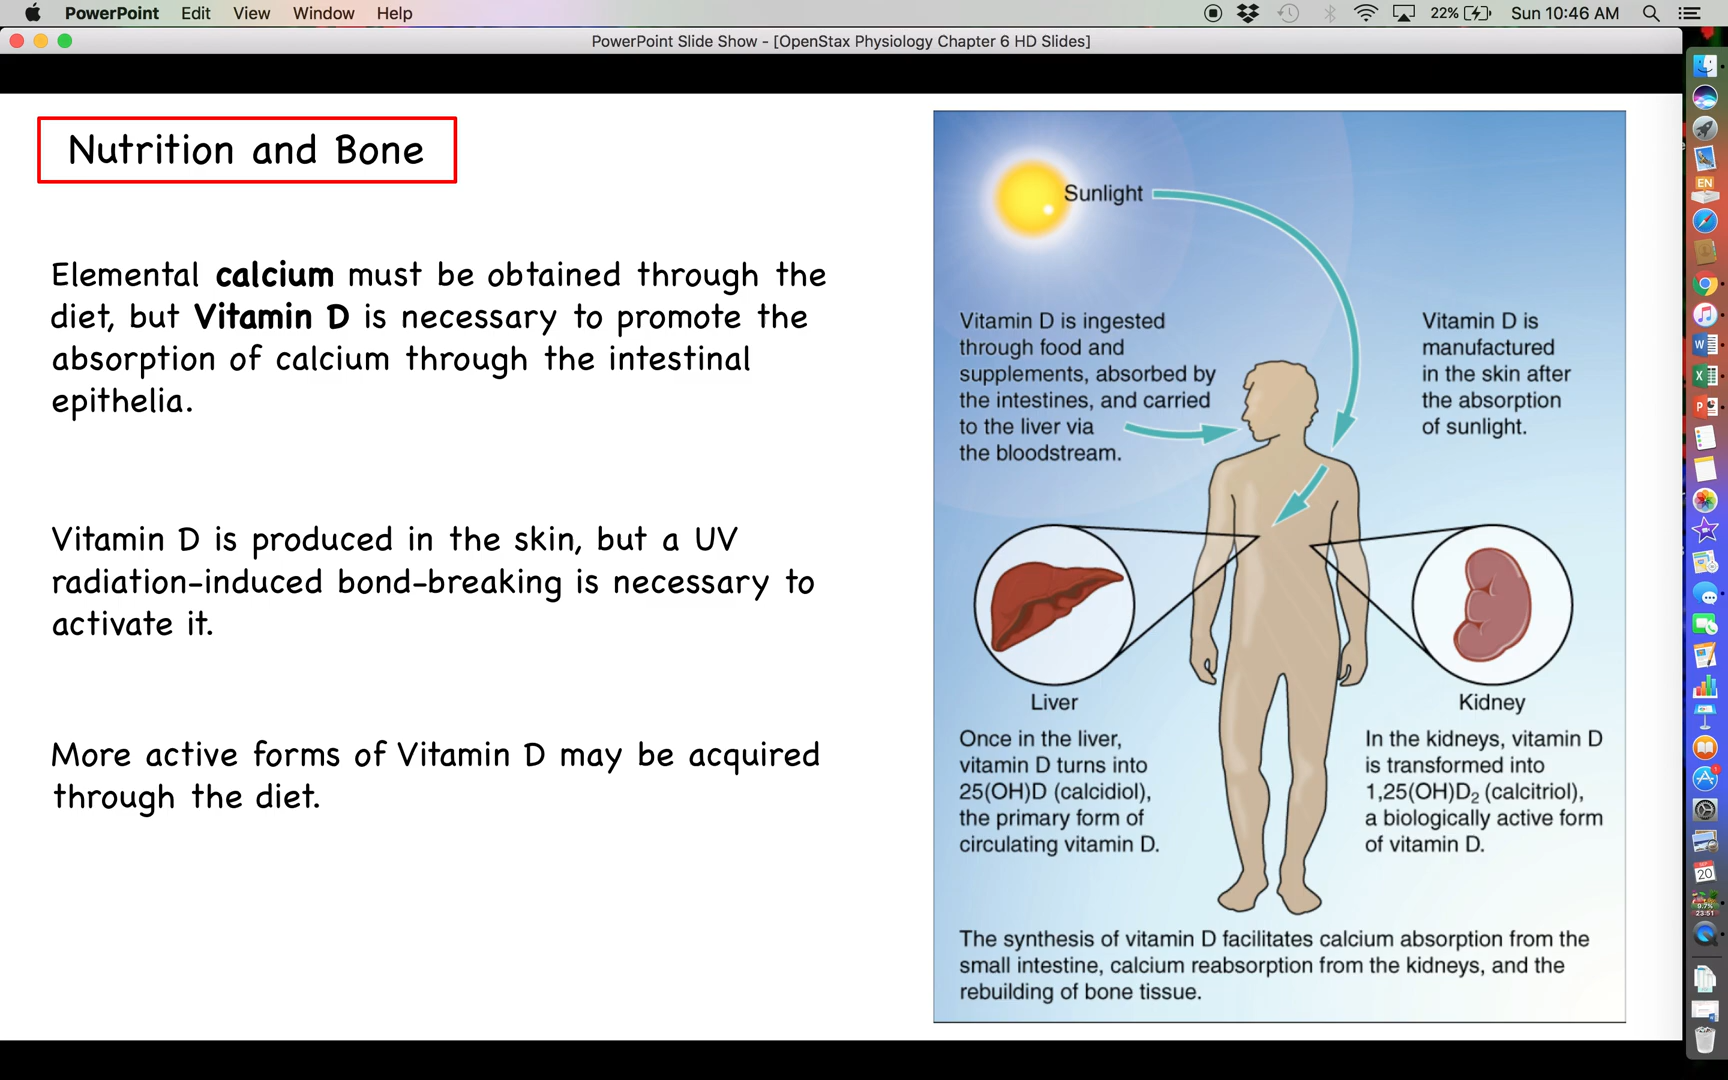 PowerPoint Edit View Window Help
22% Sun 10:46 AM
PowerPoint Slide Show - [OpenStax Physiology Chapter 6 HD Slides]
Nutrition and Bone
Elemental calcium must be obtained through the
diet, but Vitamin D is necessary to promote the
absorption of calcium through the intestinal
epithelia.
Vitamin D is produced in the skin, but a UV
radiation-induced bond-breaking is necessary to
activate it.
More active forms of Vitamin D may be acquired
through the diet.
Sunlight
Vitamin D is ingested
through food and
supplements, absorbed by
the intestines, and carried
to the liver via
the bloodstream.
Vitamin D is
manufactured
in the skin after
the absorption
of sunlight.
Liver
Once in the liver,
vitamin D turns into
25(OH)D (calcidiol),
the primary form of
circulating vitamin D.
Kidney
In the kidneys, vitamin D
is transformed into
1,25(OH)D₂ (calcitriol),
a biologically active form
of vitamin D.
The synthesis of vitamin D facilitates calcium absorption from the
small intestine, calcium reabsorption from the kidneys, and the
rebuilding of bone tissue.
EN
W
X
P
SEP
20
9.7%
23:51